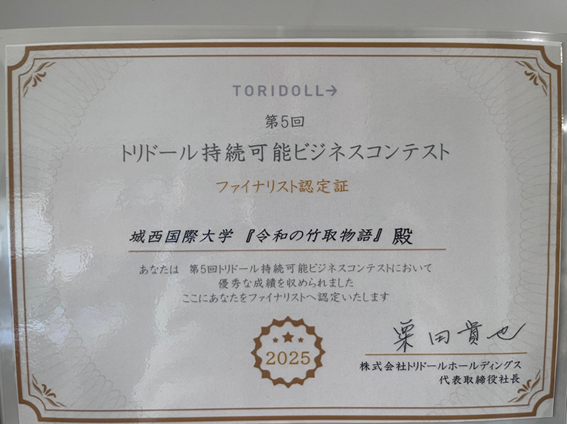 TORIDOLL→
第5回
トリドール持続可能ビジネスコンテスト
ファイナリスト認定証
城西国際大学『令和の竹取物語』殿
あなたは 第5回トリドール持続可能ビジネスコンテストにおいて
優秀な成績を収められました
ここにあなたをファイナリストへ認定いたします
2025
粟田貴也
株式会社トリドールホールディングス
代表取締役社長